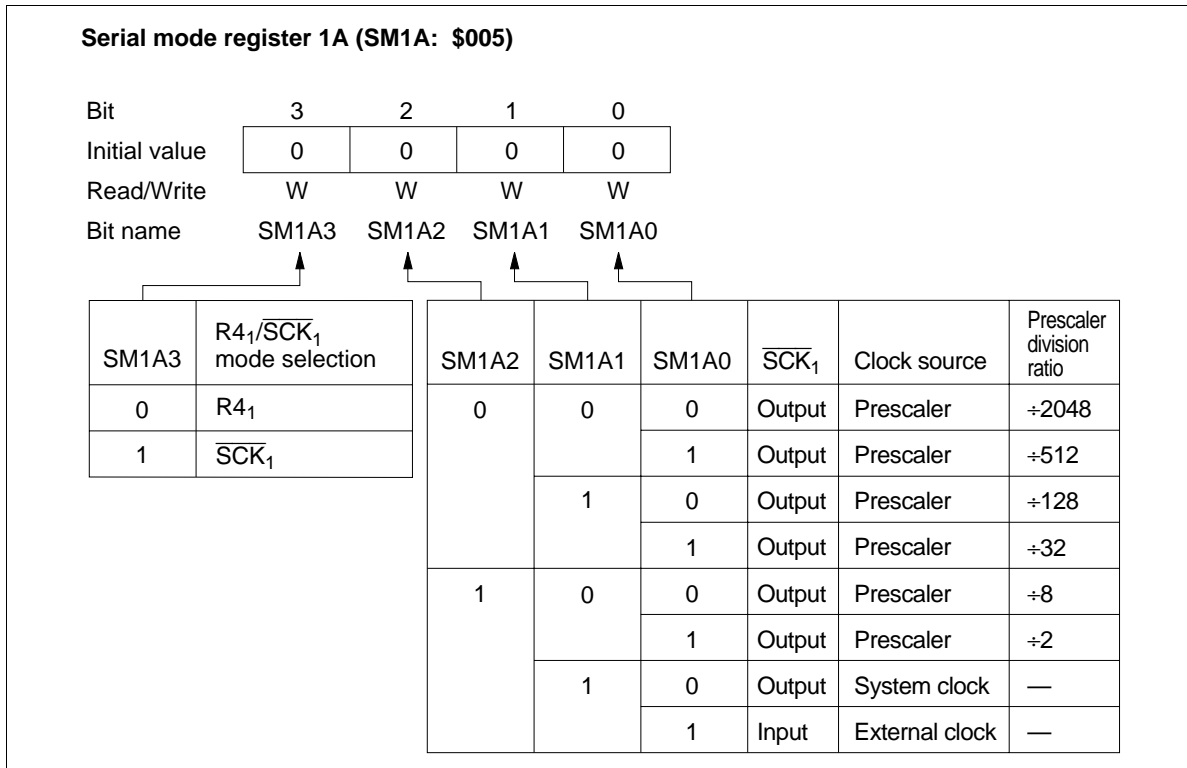 Serial mode register 1A (SM1A: $005)
Bit 3 2 1 0
Initial value 0 0 0 0
Read/Write W W W W
Bit name SM1A3 SM1A2 SM1A1 SM1A0
SM1A3 R4₁/S̅C̅K̅₁ mode selection
0 R4₁
1 S̅C̅K̅₁
SM1A2 SM1A1 SM1A0 S̅C̅K̅₁ Clock source Prescaler division ratio
0 0 0 Output Prescaler ÷2048
1 Output Prescaler ÷512
1 0 Output Prescaler ÷128
1 Output Prescaler ÷32
1 0 0 Output Prescaler ÷8
1 Output Prescaler ÷2
1 0 Output System clock —
1 Input External clock —